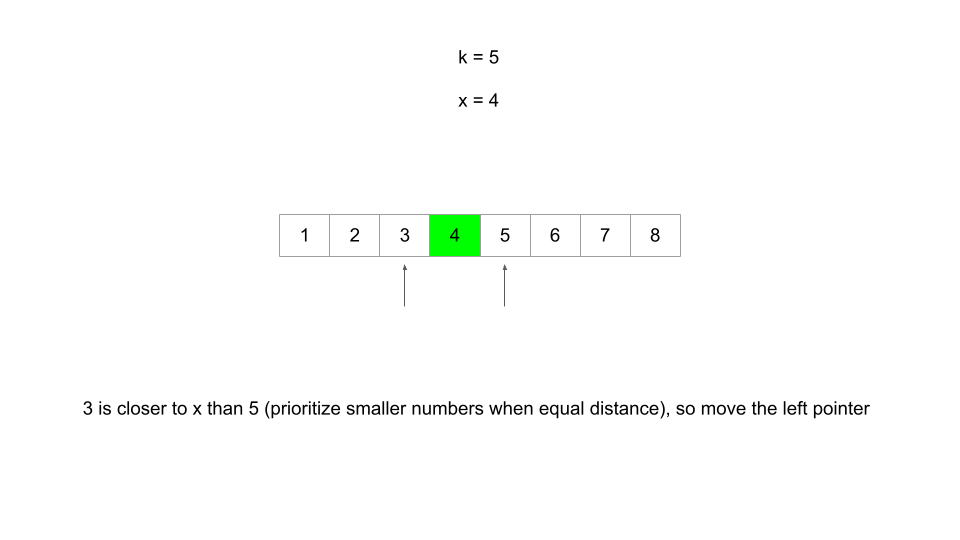 k = 5
x = 4
1 2 3 4 5 6 7 8
3 is closer to x than 5 (prioritize smaller numbers when equal distance), so move the left pointer